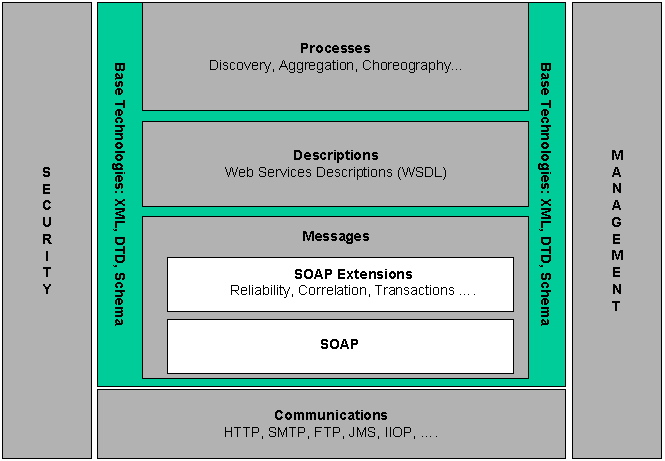 SECURITY
Base Technologies: XML, DTD, Schema
Processes
Discovery, Aggregation, Choreography...
Descriptions
Web Services Descriptions (WSDL)
Messages
SOAP Extensions
Reliability, Correlation, Transactions ....
SOAP
Base Technologies: XML, DTD, Schema
MANAGEMENT
Communications
HTTP, SMTP, FTP, JMS, IIOP, ....